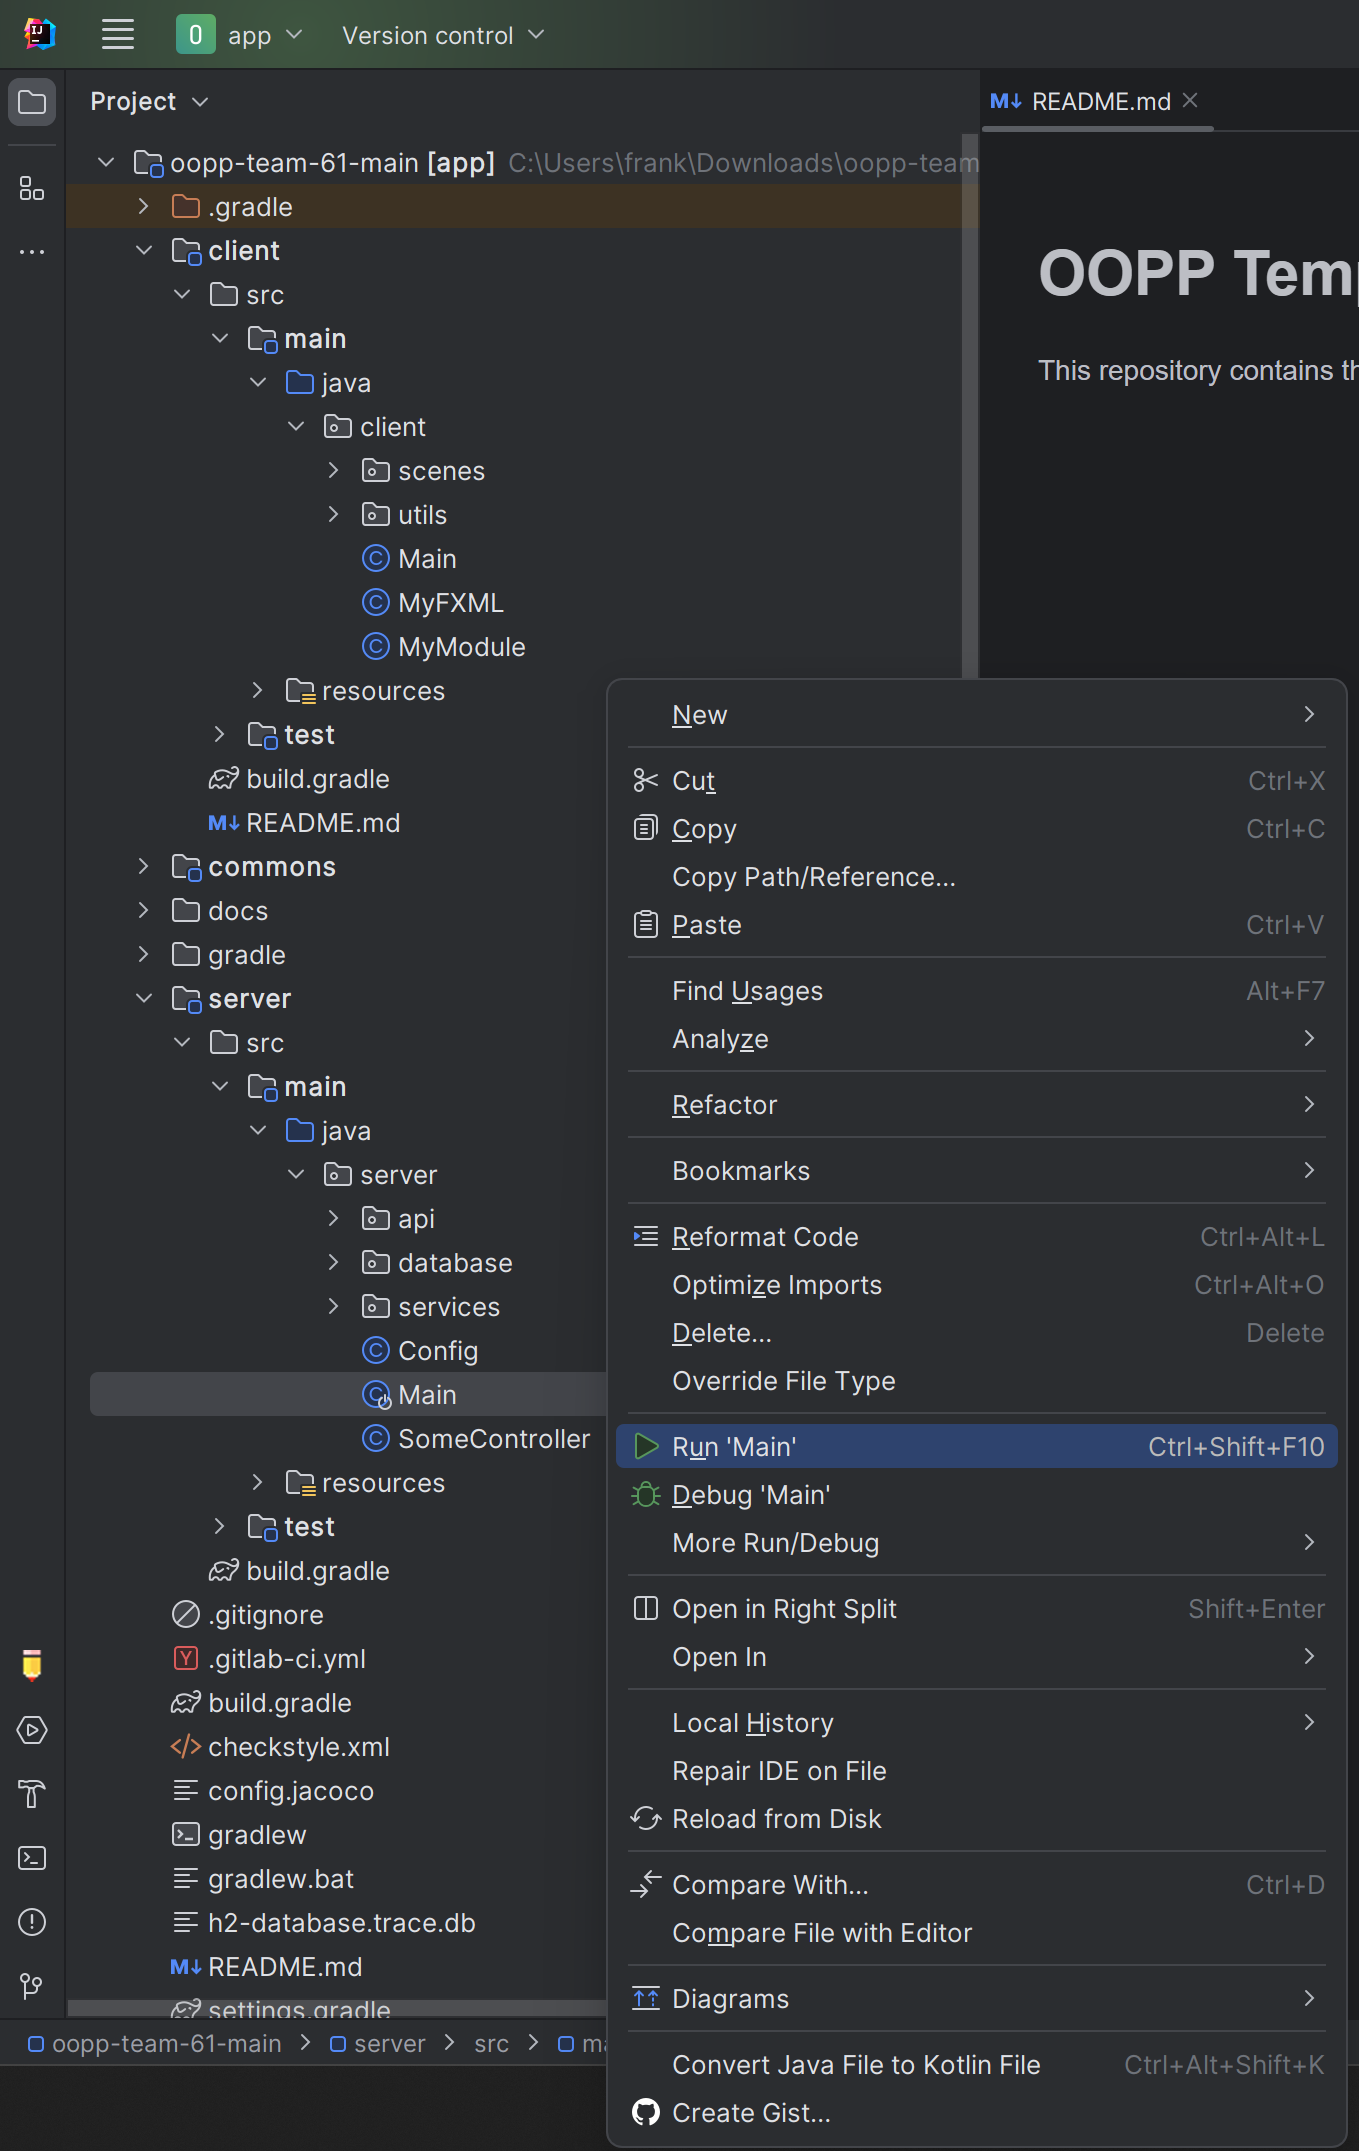 app
Version control
Project
README.md
oopp-team-61-main [app] C:\Users\frank\Downloads\oopp-team
.gradle
client
src
main
java
client
scenes
utils
Main
MyFXML
MyModule
resources
test
build.gradle
README.md
commons
docs
gradle
server
src
main
java
server
api
database
services
Config
Main
SomeController
resources
test
build.gradle
.gitignore
.gitlab-ci.yml
build.gradle
checkstyle.xml
config.jacoco
gradlew
gradlew.bat
h2-database.trace.db
README.md
settings.gradle
oopp-team-61-main > server > src > ma
OOPP Temp
This repository contains th
New
Cut Ctrl+X
Copy Ctrl+C
Copy Path/Reference...
Paste Ctrl+V
Find Usages Alt+F7
Analyze
Refactor
Bookmarks
Reformat Code Ctrl+Alt+L
Optimize Imports Ctrl+Alt+O
Delete... Delete
Override File Type
Run 'Main' Ctrl+Shift+F10
Debug 'Main'
More Run/Debug
Open in Right Split Shift+Enter
Open In
Local History
Repair IDE on File
Reload from Disk
Compare With... Ctrl+D
Compare File with Editor
Diagrams
Convert Java File to Kotlin File Ctrl+Alt+Shift+K
Create Gist...